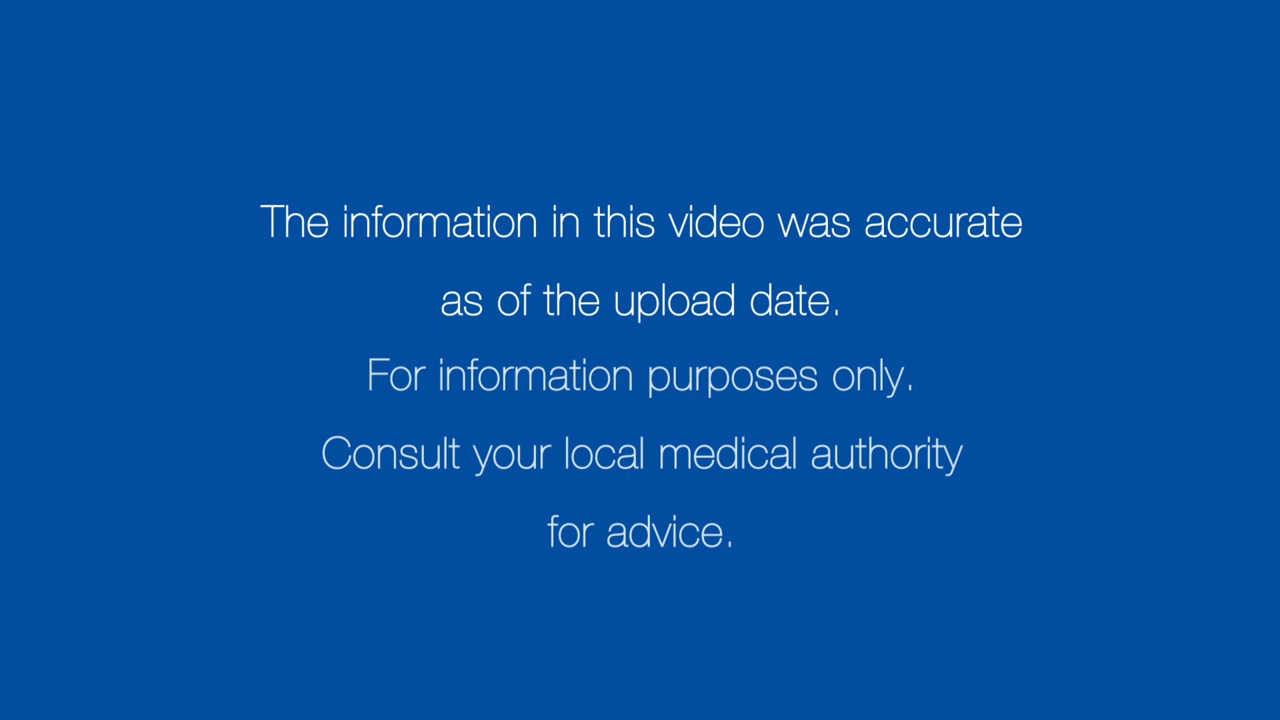 The information in this video was accurate
as of the upload date.
For information purposes only.
Consult your local medical authority
for advice.